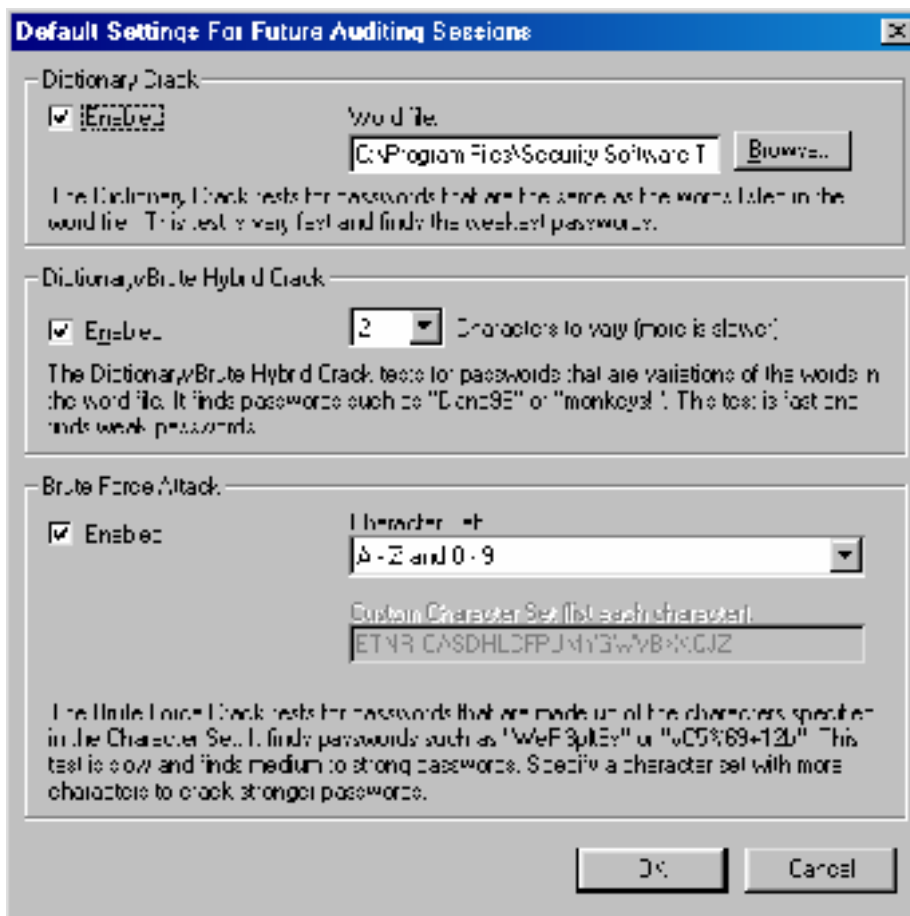 Default Settings For Future Auditing Sessions
Dictionary Crack
Enabled
Word file:
C:\Program Files\Security Software T
Browse...
The Dictionary Crack tests for passwords that are the same as the words listed in the
word file. This test is very fast and finds the weakest passwords.
Dictionary/Brute Hybrid Crack
Enabled
2
Characters to vary (more is slower)
The Dictionary/Brute Hybrid Crack tests for passwords that are variations of the words in
the word file. It finds passwords such as or "monkeys!". This test is fast and
finds weak passwords.
Brute Force Attack
Enabled
Character Set:
A - Z and 0 - 9
Custom Character Set (list each character):
The Brute Force Crack tests for passwords that are made up of the characters specified
in the Character Set. It finds passwords such as or This
test is slow and finds medium to strong passwords. Specify a character set with more
characters to crack stronger passwords.
OK
Cancel